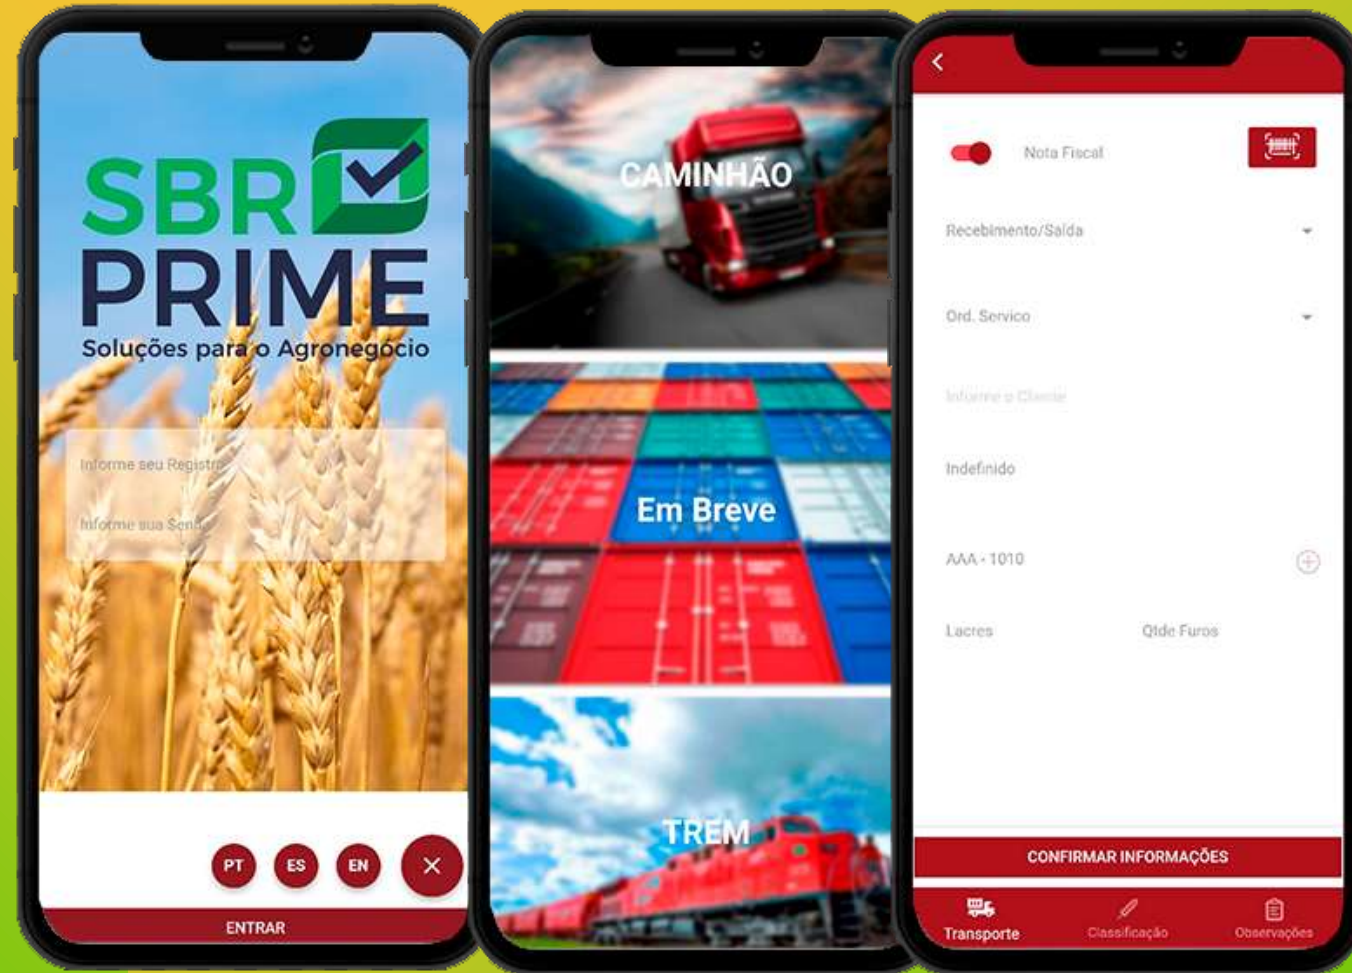 SBR
PRIME
Soluções para o Agronegócio
Informe seu Registro
Informe sua Senha
PT ES EN
ENTRAR
CAMINHÃO
Em Breve
TREM
Nota Fiscal
Recebimento/Saída
Ord. Servico
Informe o Cliente
Indefinido
AAA - 1010
Lacres Qtde Furos
CONFIRMAR INFORMAÇÕES
Transporte Classificação Observações